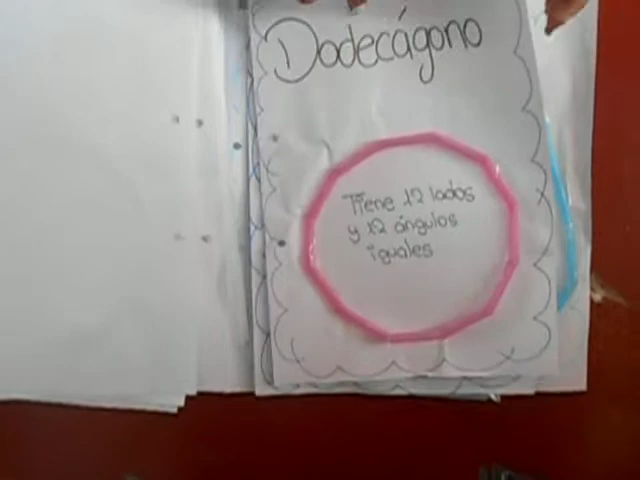 Dodecágono
Tiene 12 lados
y 12 ángulos
iguales